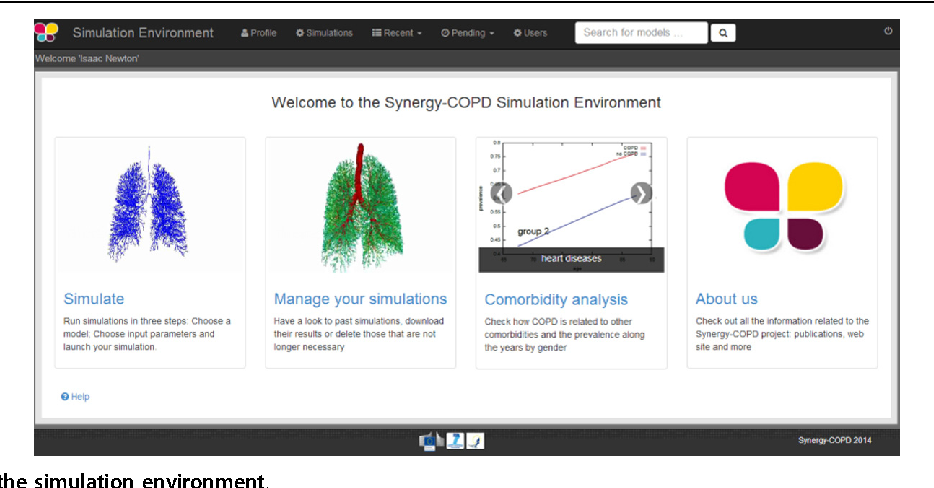 Simulation Environment Profile Simulations Recent Pending Users Search for models ...
Welcome 'Isaac Newton'
Welcome to the Synergy-COPD Simulation Environment
COPD
no COPD
0.8
0.75
prevalence
group 2
heart diseases
Simulate
Run simulations in three steps: Choose a
model, Choose input parameters and
launch your simulation.
Manage your simulations
Have a look to past simulations, download
their results or delete those that are not
longer necessary
Comorbidity analysis
Check how COPD is related to other
comorbidities and the prevalence along
the years by gender
About us
Check out all the information related to the
Synergy-COPD project: publications, web
site and more
Help
Synergy-COPD 2014
the simulation environment.